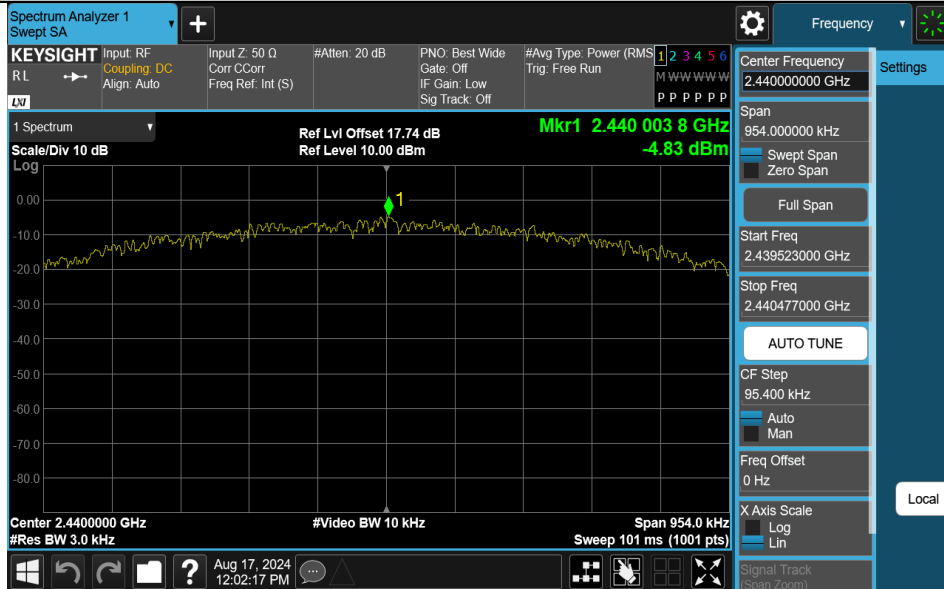 Spectrum Analyzer 1
Swept SA
+
Frequency
KEYSIGHT
RL
LXI
Input: RF
Coupling: DC
Align: Auto
Input Z: 50 Ω
Corr CCorr
Freq Ref: Int (S)
#Atten: 20 dB
PNO: Best Wide
Gate: Off
IF Gain: Low
Sig Track: Off
#Avg Type: Power (RMS
Trig: Free Run
1 2 3 4 5 6
M W W W W W
P P P P P P
1 Spectrum
Scale/Div 10 dB
Log
Ref Lvl Offset 17.74 dB
Ref Level 10.00 dBm
Mkr1 2.440 003 8 GHz
-4.83 dBm
1
0.00
-10.0
-20.0
-30.0
-40.0
-50.0
-60.0
-70.0
-80.0
Center 2.4400000 GHz
#Res BW 3.0 kHz
#Video BW 10 kHz
Span 954.0 kHz
Sweep 101 ms (1001 pts)
?
Aug 17, 2024
12:02:17 PM
Center Frequency
2.440000000 GHz
Span
954.000000 kHz
Swept Span
Zero Span
Full Span
Start Freq
2.439523000 GHz
Stop Freq
2.440477000 GHz
AUTO TUNE
CF Step
95.400 kHz
Auto
Man
Freq Offset
0 Hz
X Axis Scale
Log
Lin
Signal Track
(Span Zoom)
Settings
Local